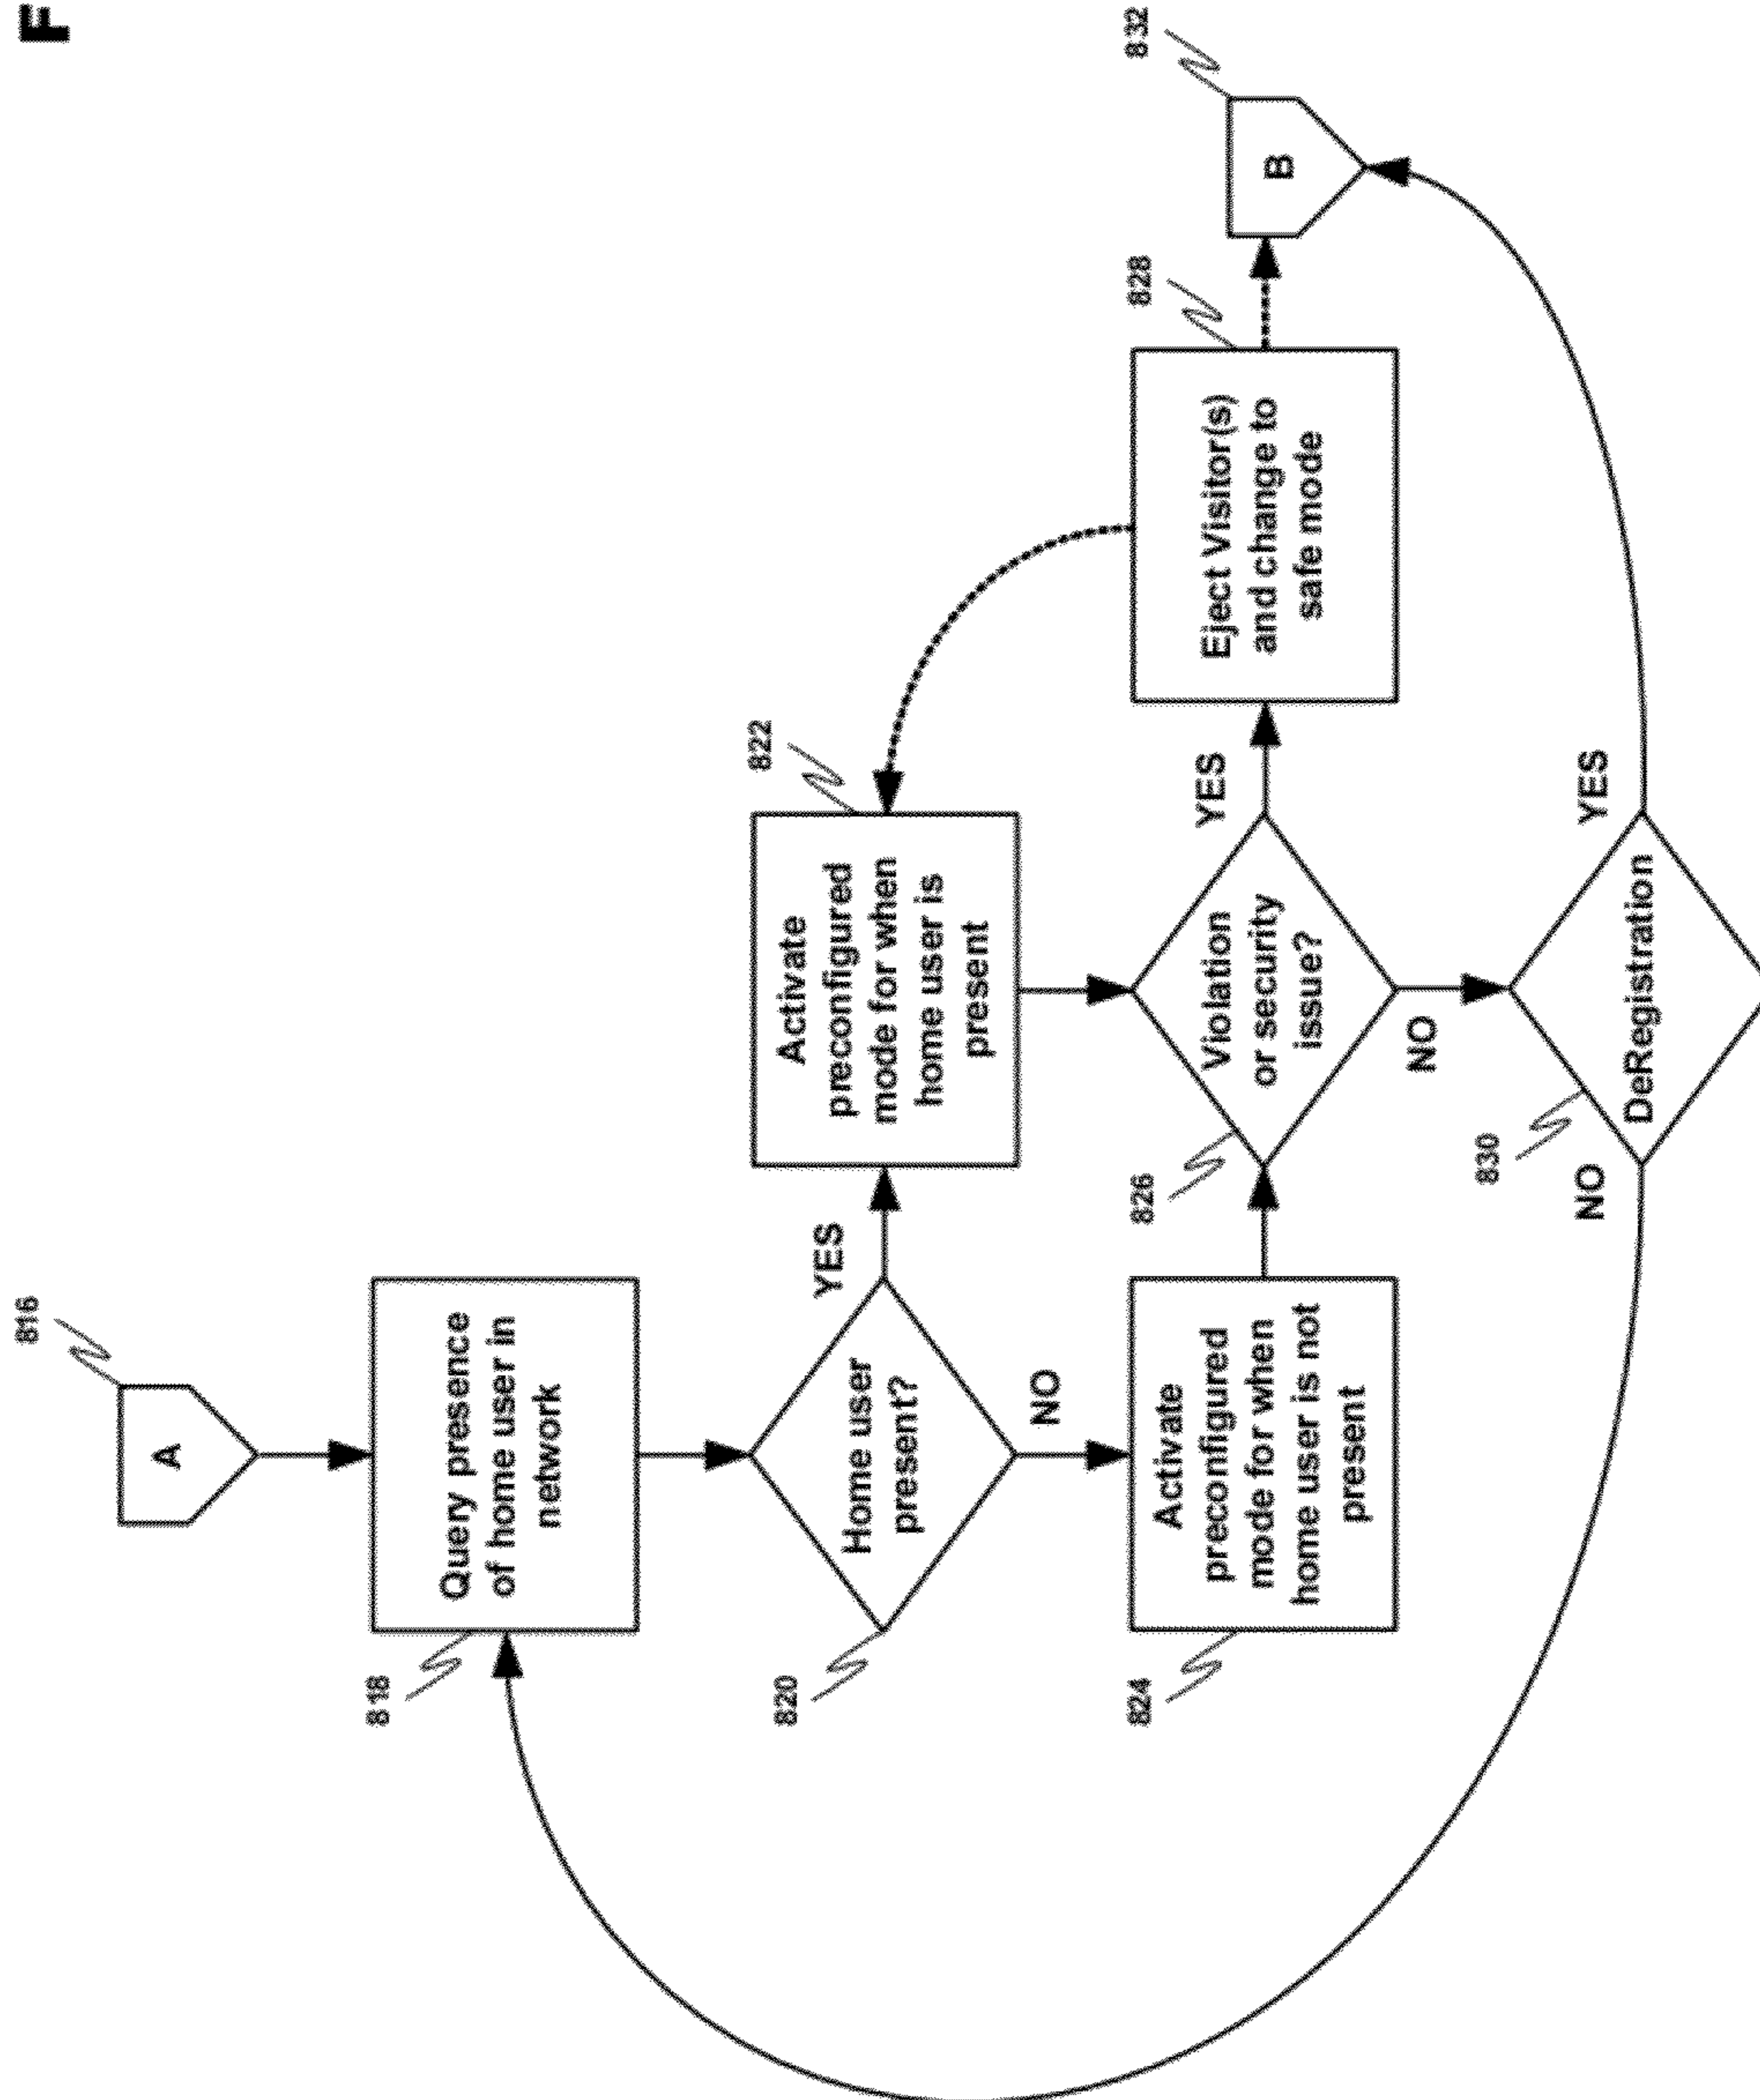 F
816
A
818
Query presence
of home user in
network
820
Home user
present?
YES
NO
822
Activate
preconfigured
mode for when
home user is
present
824
Activate
preconfigured
mode for when
home user is not
present
826
Violation
or security
issue?
YES
NO
828
Eject Visitor(s)
and change to
safe mode
832
B
830
DeRegistration
NO
YES